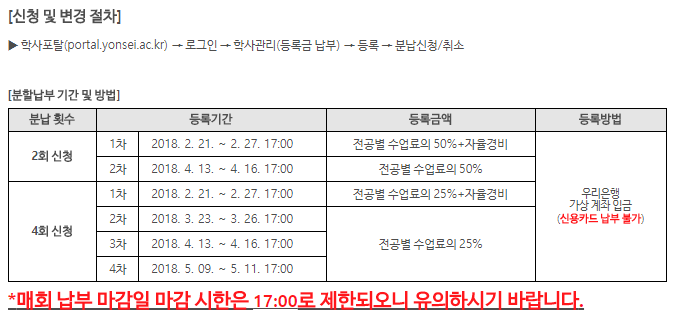 [신청 및 변경 절차]
▶ 학사포탈(portal.yonsei.ac.kr) → 로그인 → 학사관리(등록금 납부) → 등록 → 분납신청/취소
[분할납부 기간 및 방법]
분납 횟수 등록기간 등록금액 등록방법
2회 신청
1차 2018. 2. 21. ~ 2. 27. 17:00 전공별 수업료의 50%+자율경비
2차 2018. 4. 13. ~ 4. 16. 17:00 전공별 수업료의 50%
4회 신청
1차 2018. 2. 21. ~ 2. 27. 17:00 전공별 수업료의 25%+자율경비
2차 2018. 3. 23. ~ 3. 26. 17:00
3차 2018. 4. 13. ~ 4. 16. 17:00
4차 2018. 5. 09. ~ 5. 11. 17:00
전공별 수업료의 25%
우리은행
가상 계좌 입금
(신용카드 납부 불가)
*매회 납부 마감일 마감 시한은 17:00로 제한되오니 유의하시기 바랍니다.